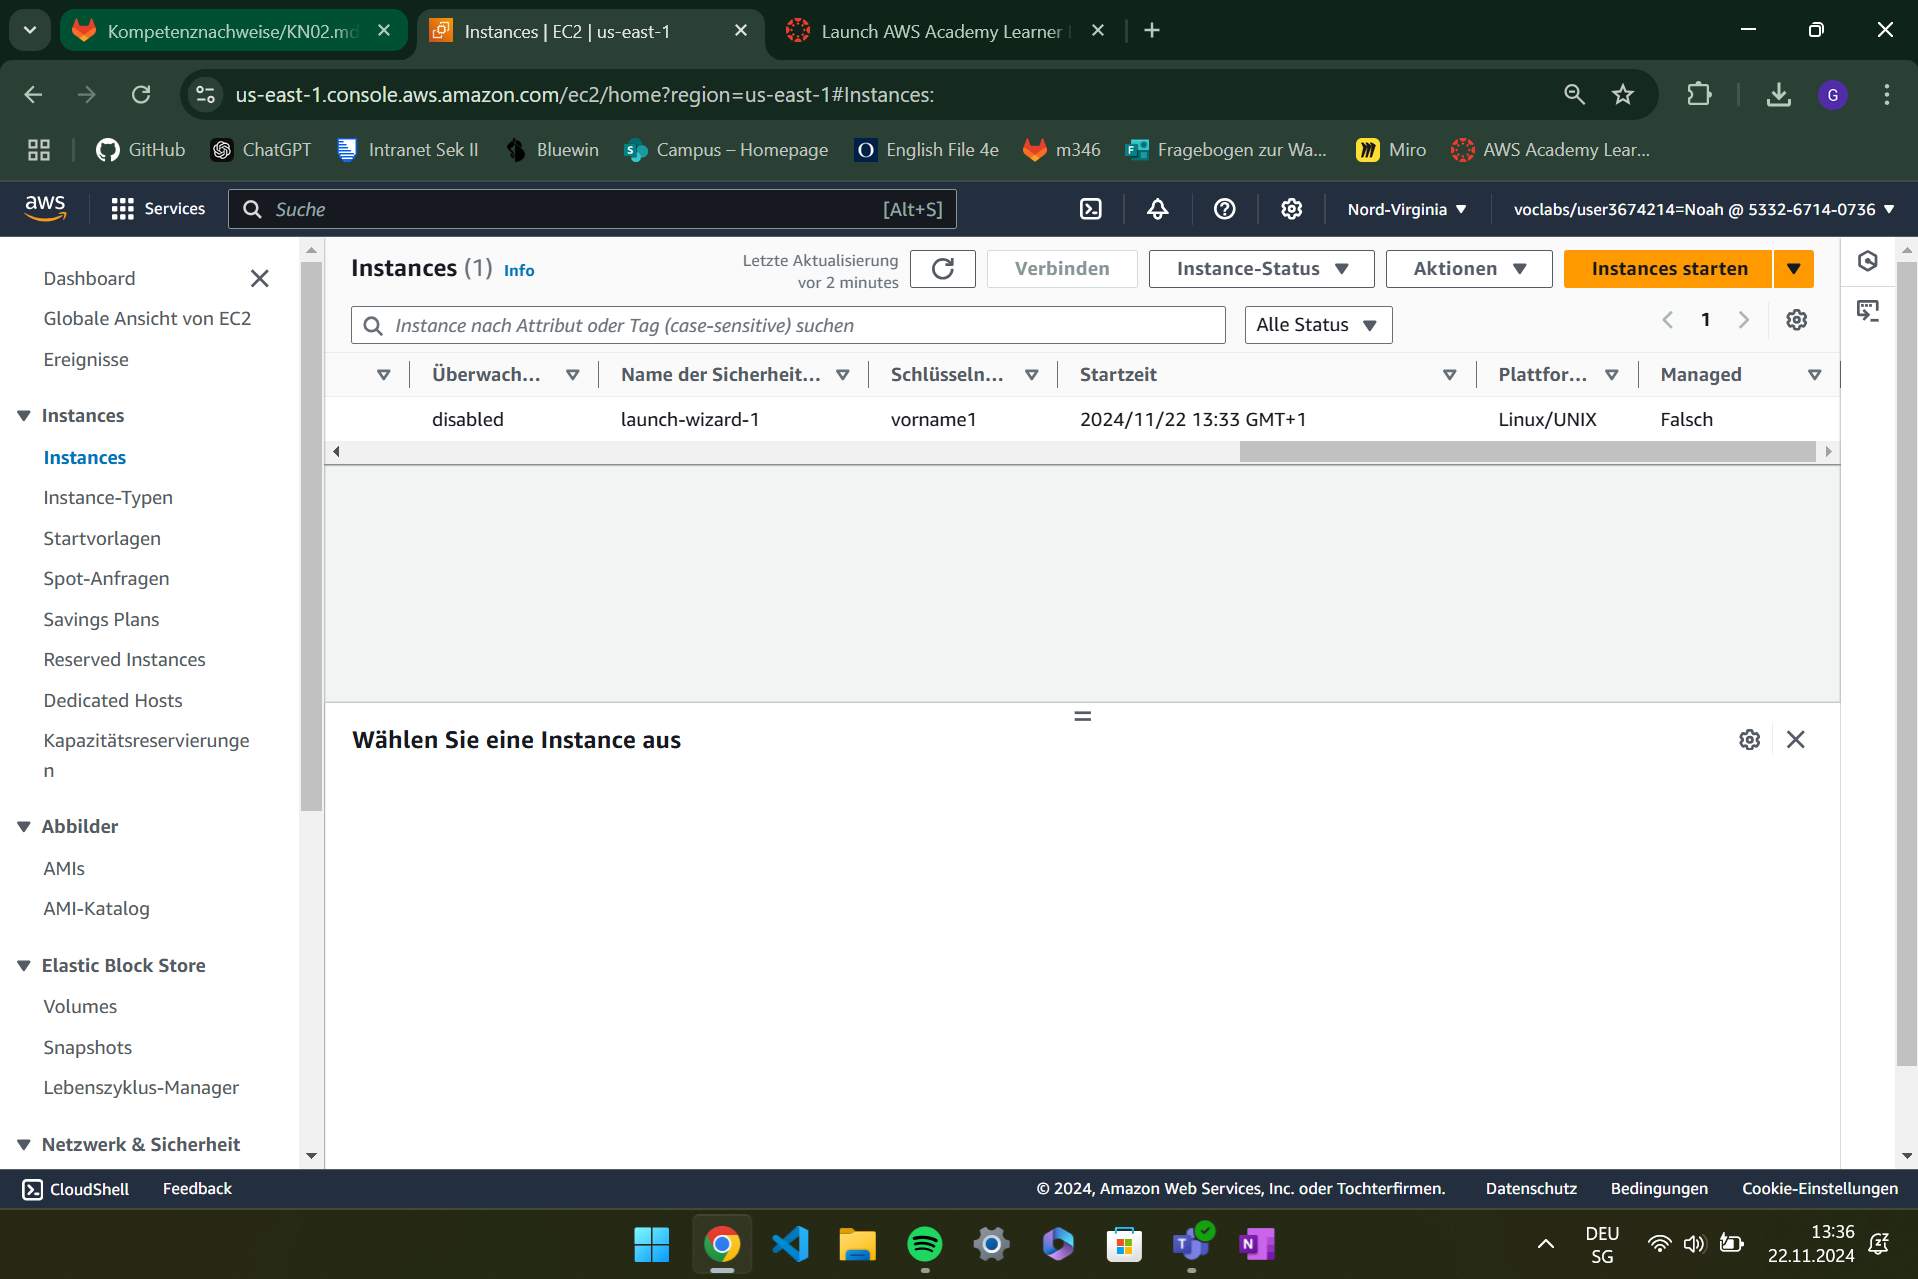 Kompetenznachweise/KN02.md
Instances | EC2 | us-east-1
Launch AWS Academy Learner
us-east-1.console.aws.amazon.com/ec2/home?region=us-east-1#Instances:
G
GitHub
ChatGPT
Intranet Sek II
Bluewin
Campus – Homepage
English File 4e
m346
Fragebogen zur Wa...
Miro
AWS Academy Lear...
aws
Services
Suche
[Alt+S]
Nord-Virginia
voclabs/user3674214=Noah @ 5332-6714-0736
Dashboard
Globale Ansicht von EC2
Ereignisse
Instances
Instances
Instance-Typen
Startvorlagen
Spot-Anfragen
Savings Plans
Reserved Instances
Dedicated Hosts
Kapazitätsreservierunge
n
Abbilder
AMIs
AMI-Katalog
Elastic Block Store
Volumes
Snapshots
Lebenszyklus-Manager
Netzwerk & Sicherheit
Instances (1) Info
Letzte Aktualisierung
vor 2 minutes
Verbinden
Instance-Status
Aktionen
Instances starten
Instance nach Attribut oder Tag (case-sensitive) suchen
Alle Status
1
Überwach...
Name der Sicherheit...
Schlüsseln...
Startzeit
Plattfor...
Managed
disabled
launch-wizard-1
vorname1
2024/11/22 13:33 GMT+1
Linux/UNIX
Falsch
Wählen Sie eine Instance aus
CloudShell
Feedback
© 2024, Amazon Web Services, Inc. oder Tochterfirmen.
Datenschutz
Bedingungen
Cookie-Einstellungen
DEU
SG
13:36
22.11.2024